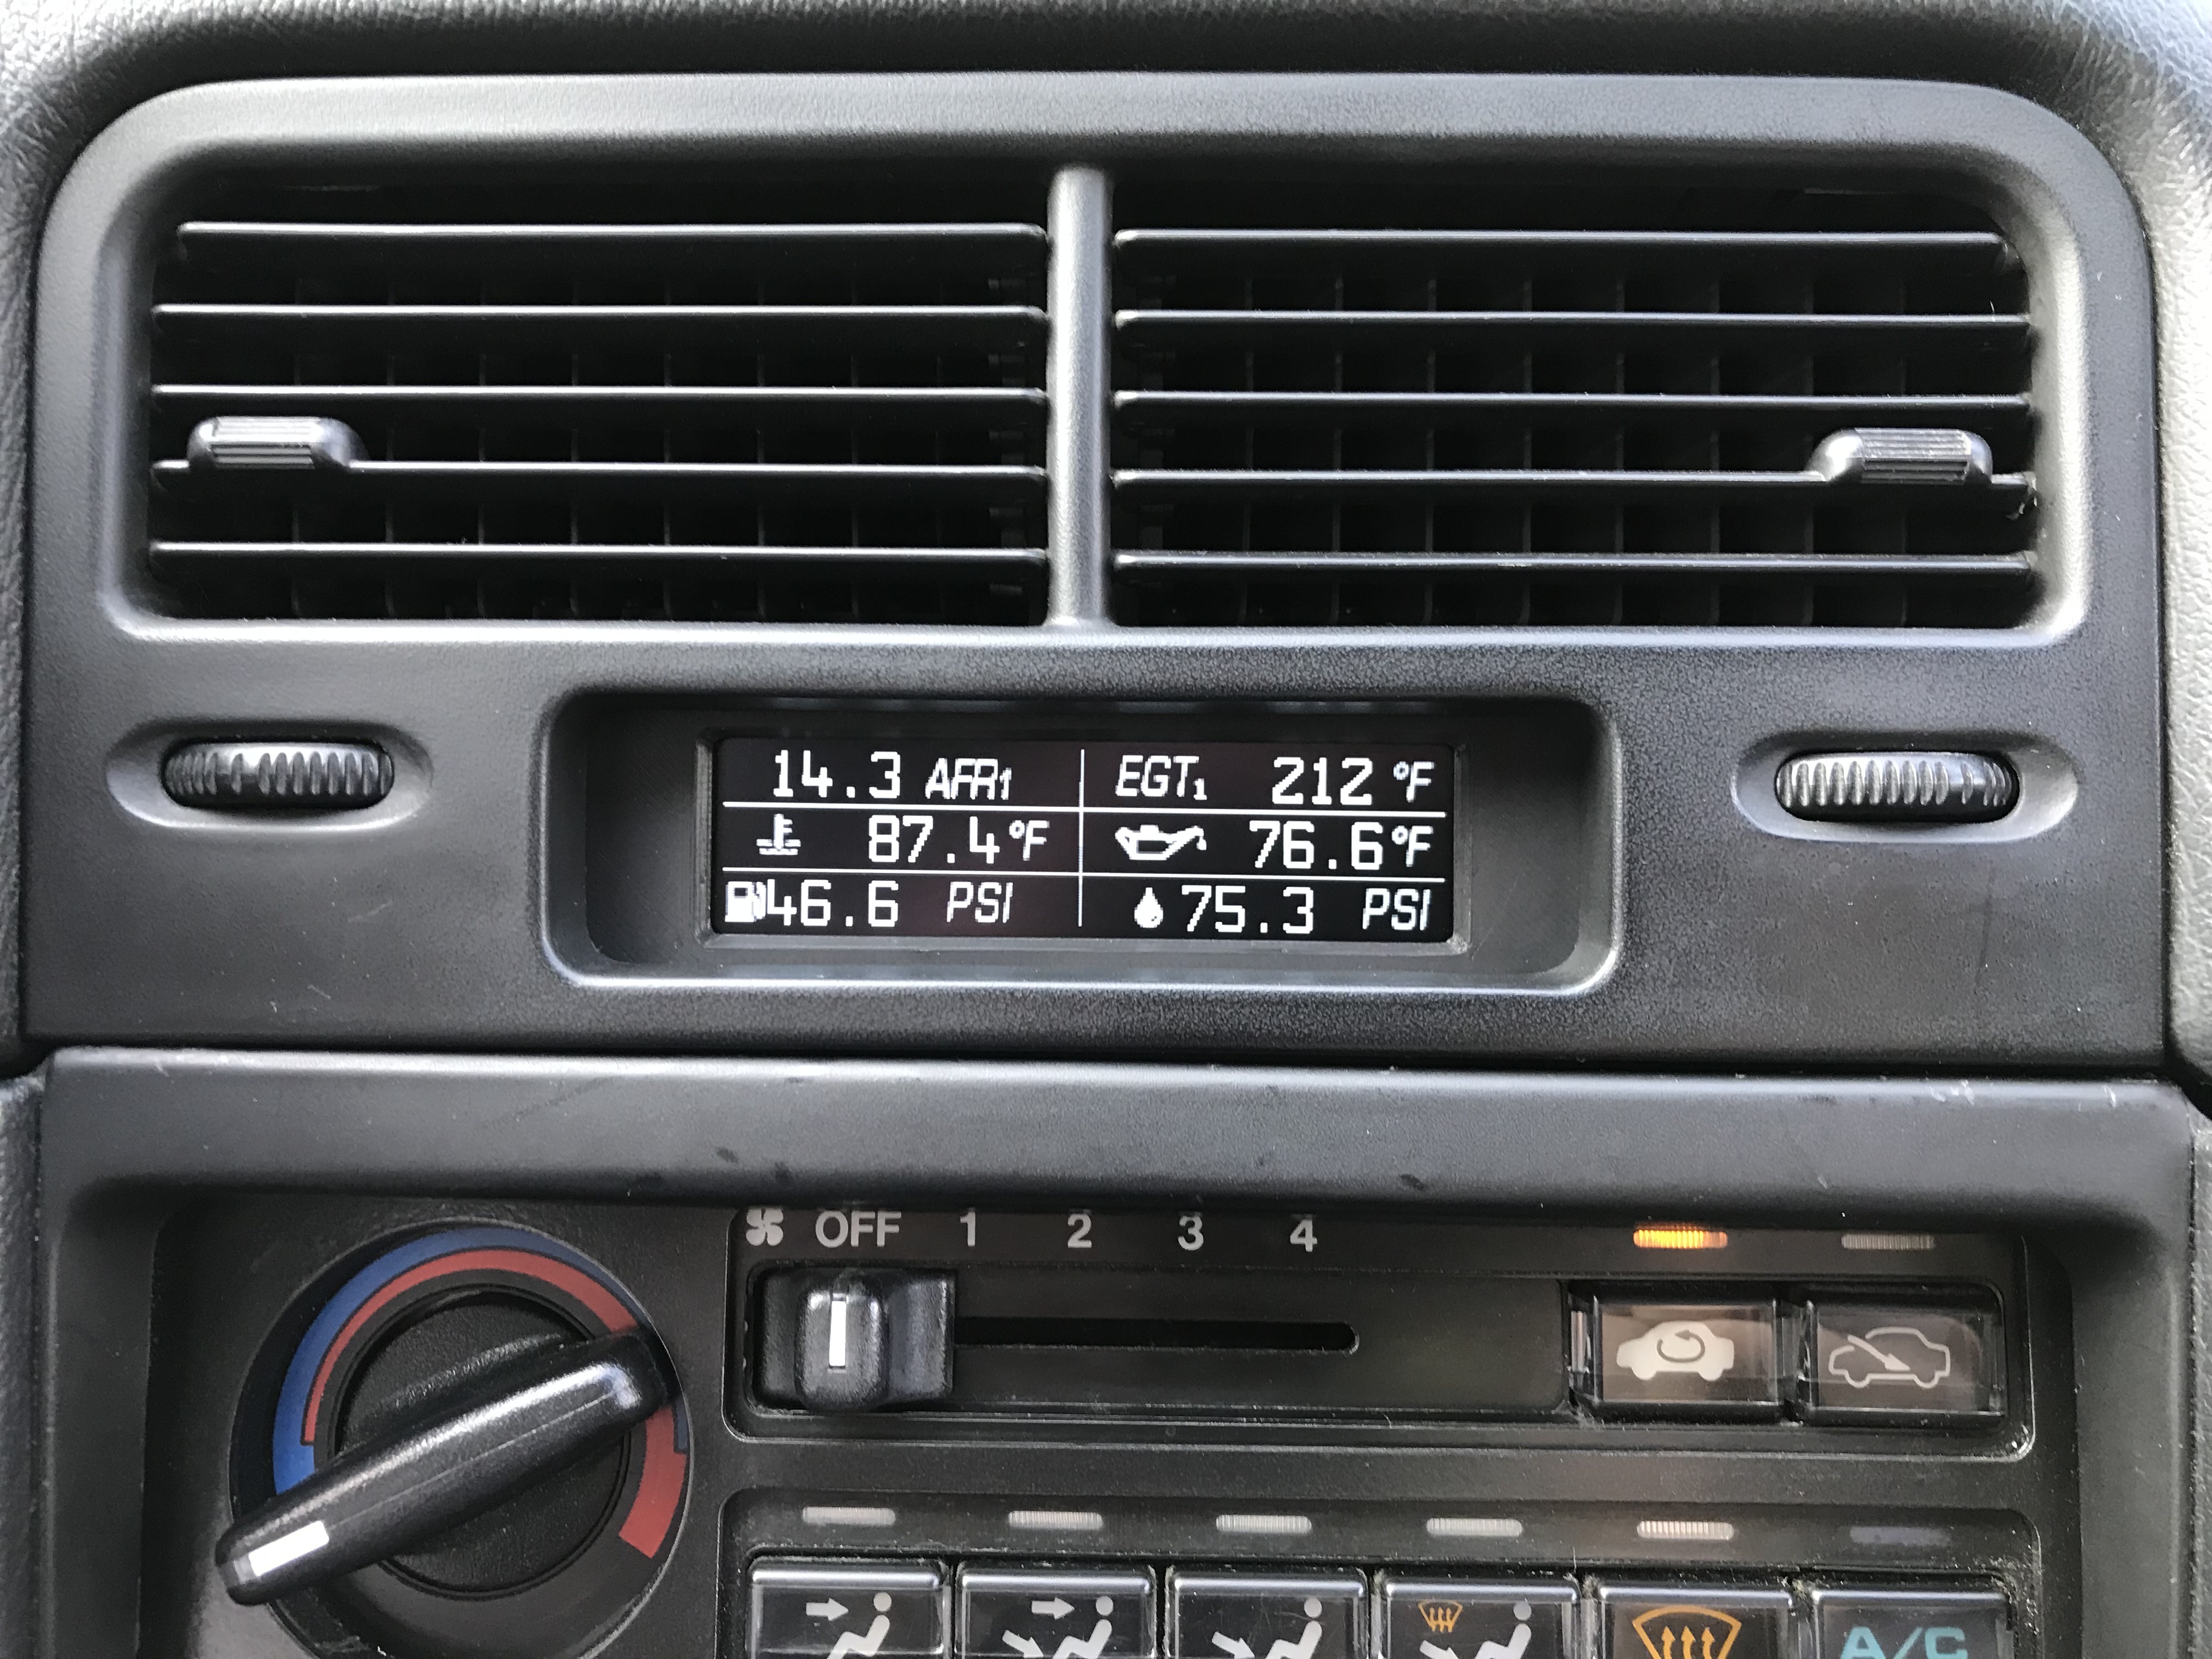 14.3 AFR1 EGT1 212 °F
87.4°F 76.6°F
46.6 PSI 75.3 PSI
OFF 1 2 3 4
A/C